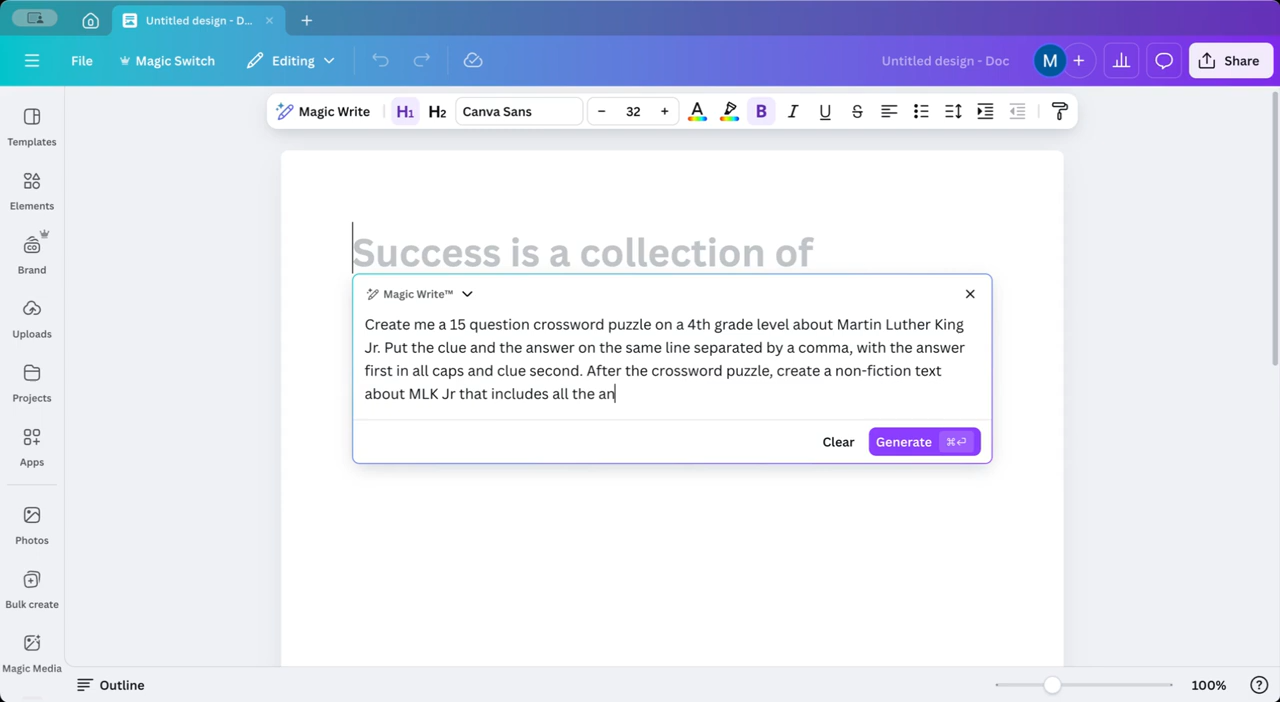 Untitled design - D...
File
Magic Switch
Editing
Untitled design - Doc
M
Share
Magic Write
H1
H2
Canva Sans
– 32 +
A
B
I
U
S
Templates
Elements
Brand
Uploads
Projects
Apps
Photos
Bulk create
Magic Media
Success is a collection of
Magic Write™
Create me a 15 question crossword puzzle on a 4th grade level about Martin Luther King
Jr. Put the clue and the answer on the same line separated by a comma, with the answer
first in all caps and clue second. After the crossword puzzle, create a non-fiction text
about MLK Jr that includes all the an
Clear
Generate ⌘↵
Outline
100%
?